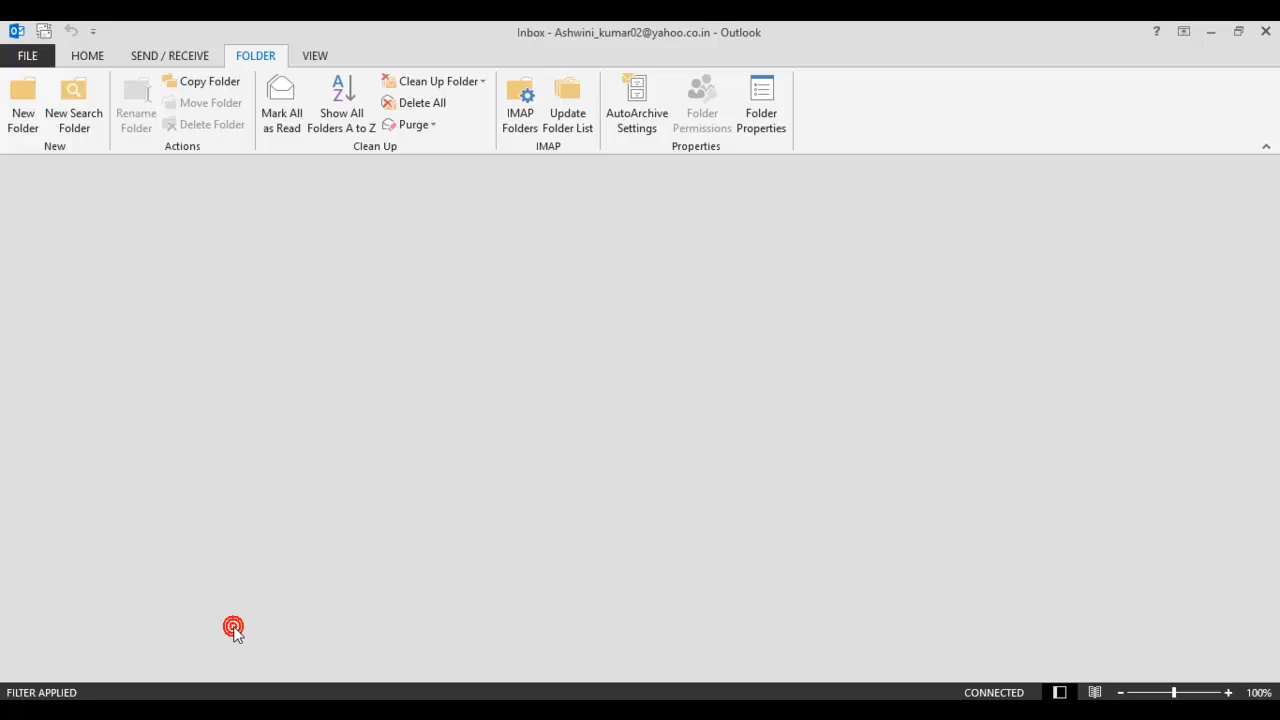 Inbox - Ashwini_kumar02@yahoo.co.in - Outlook
?
FILE HOME SEND / RECEIVE FOLDER VIEW
New Folder
New Search Folder
New
Rename Folder
Copy Folder
Move Folder
Delete Folder
Actions
Mark All as Read
A Z
Show All Folders A to Z
Clean Up Folder
Delete All
Purge
Clean Up
IMAP Folders
Update Folder List
IMAP
AutoArchive Settings
Folder Permissions
Folder Properties
Properties
FILTER APPLIED
CONNECTED
100%